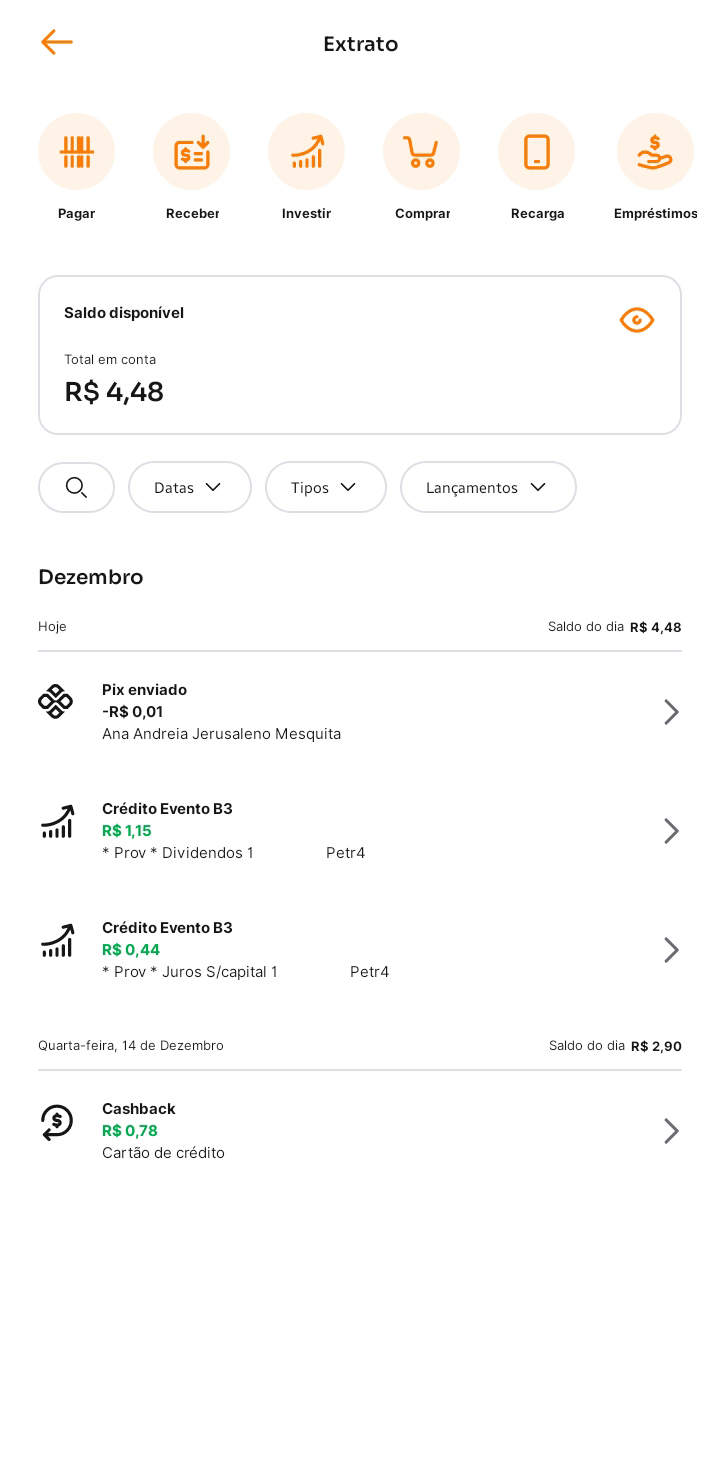 Extrato
Pagar
Receber
Investir
Comprar
Recarga
Empréstimos
Saldo disponível
Total em conta
R$ 4,48
Datas
Tipos
Lançamentos
Dezembro
Hoje
Saldo do dia R$ 4,48
Pix enviado
-R$ 0,01
Ana Andreia Jerusaleno Mesquita
Crédito Evento B3
R$ 1,15
* Prov * Dividendos 1 Petr4
Crédito Evento B3
R$ 0,44
* Prov * Juros S/capital 1 Petr4
Quarta-feira, 14 de Dezembro
Saldo do dia R$ 2,90
Cashback
R$ 0,78
Cartão de crédito